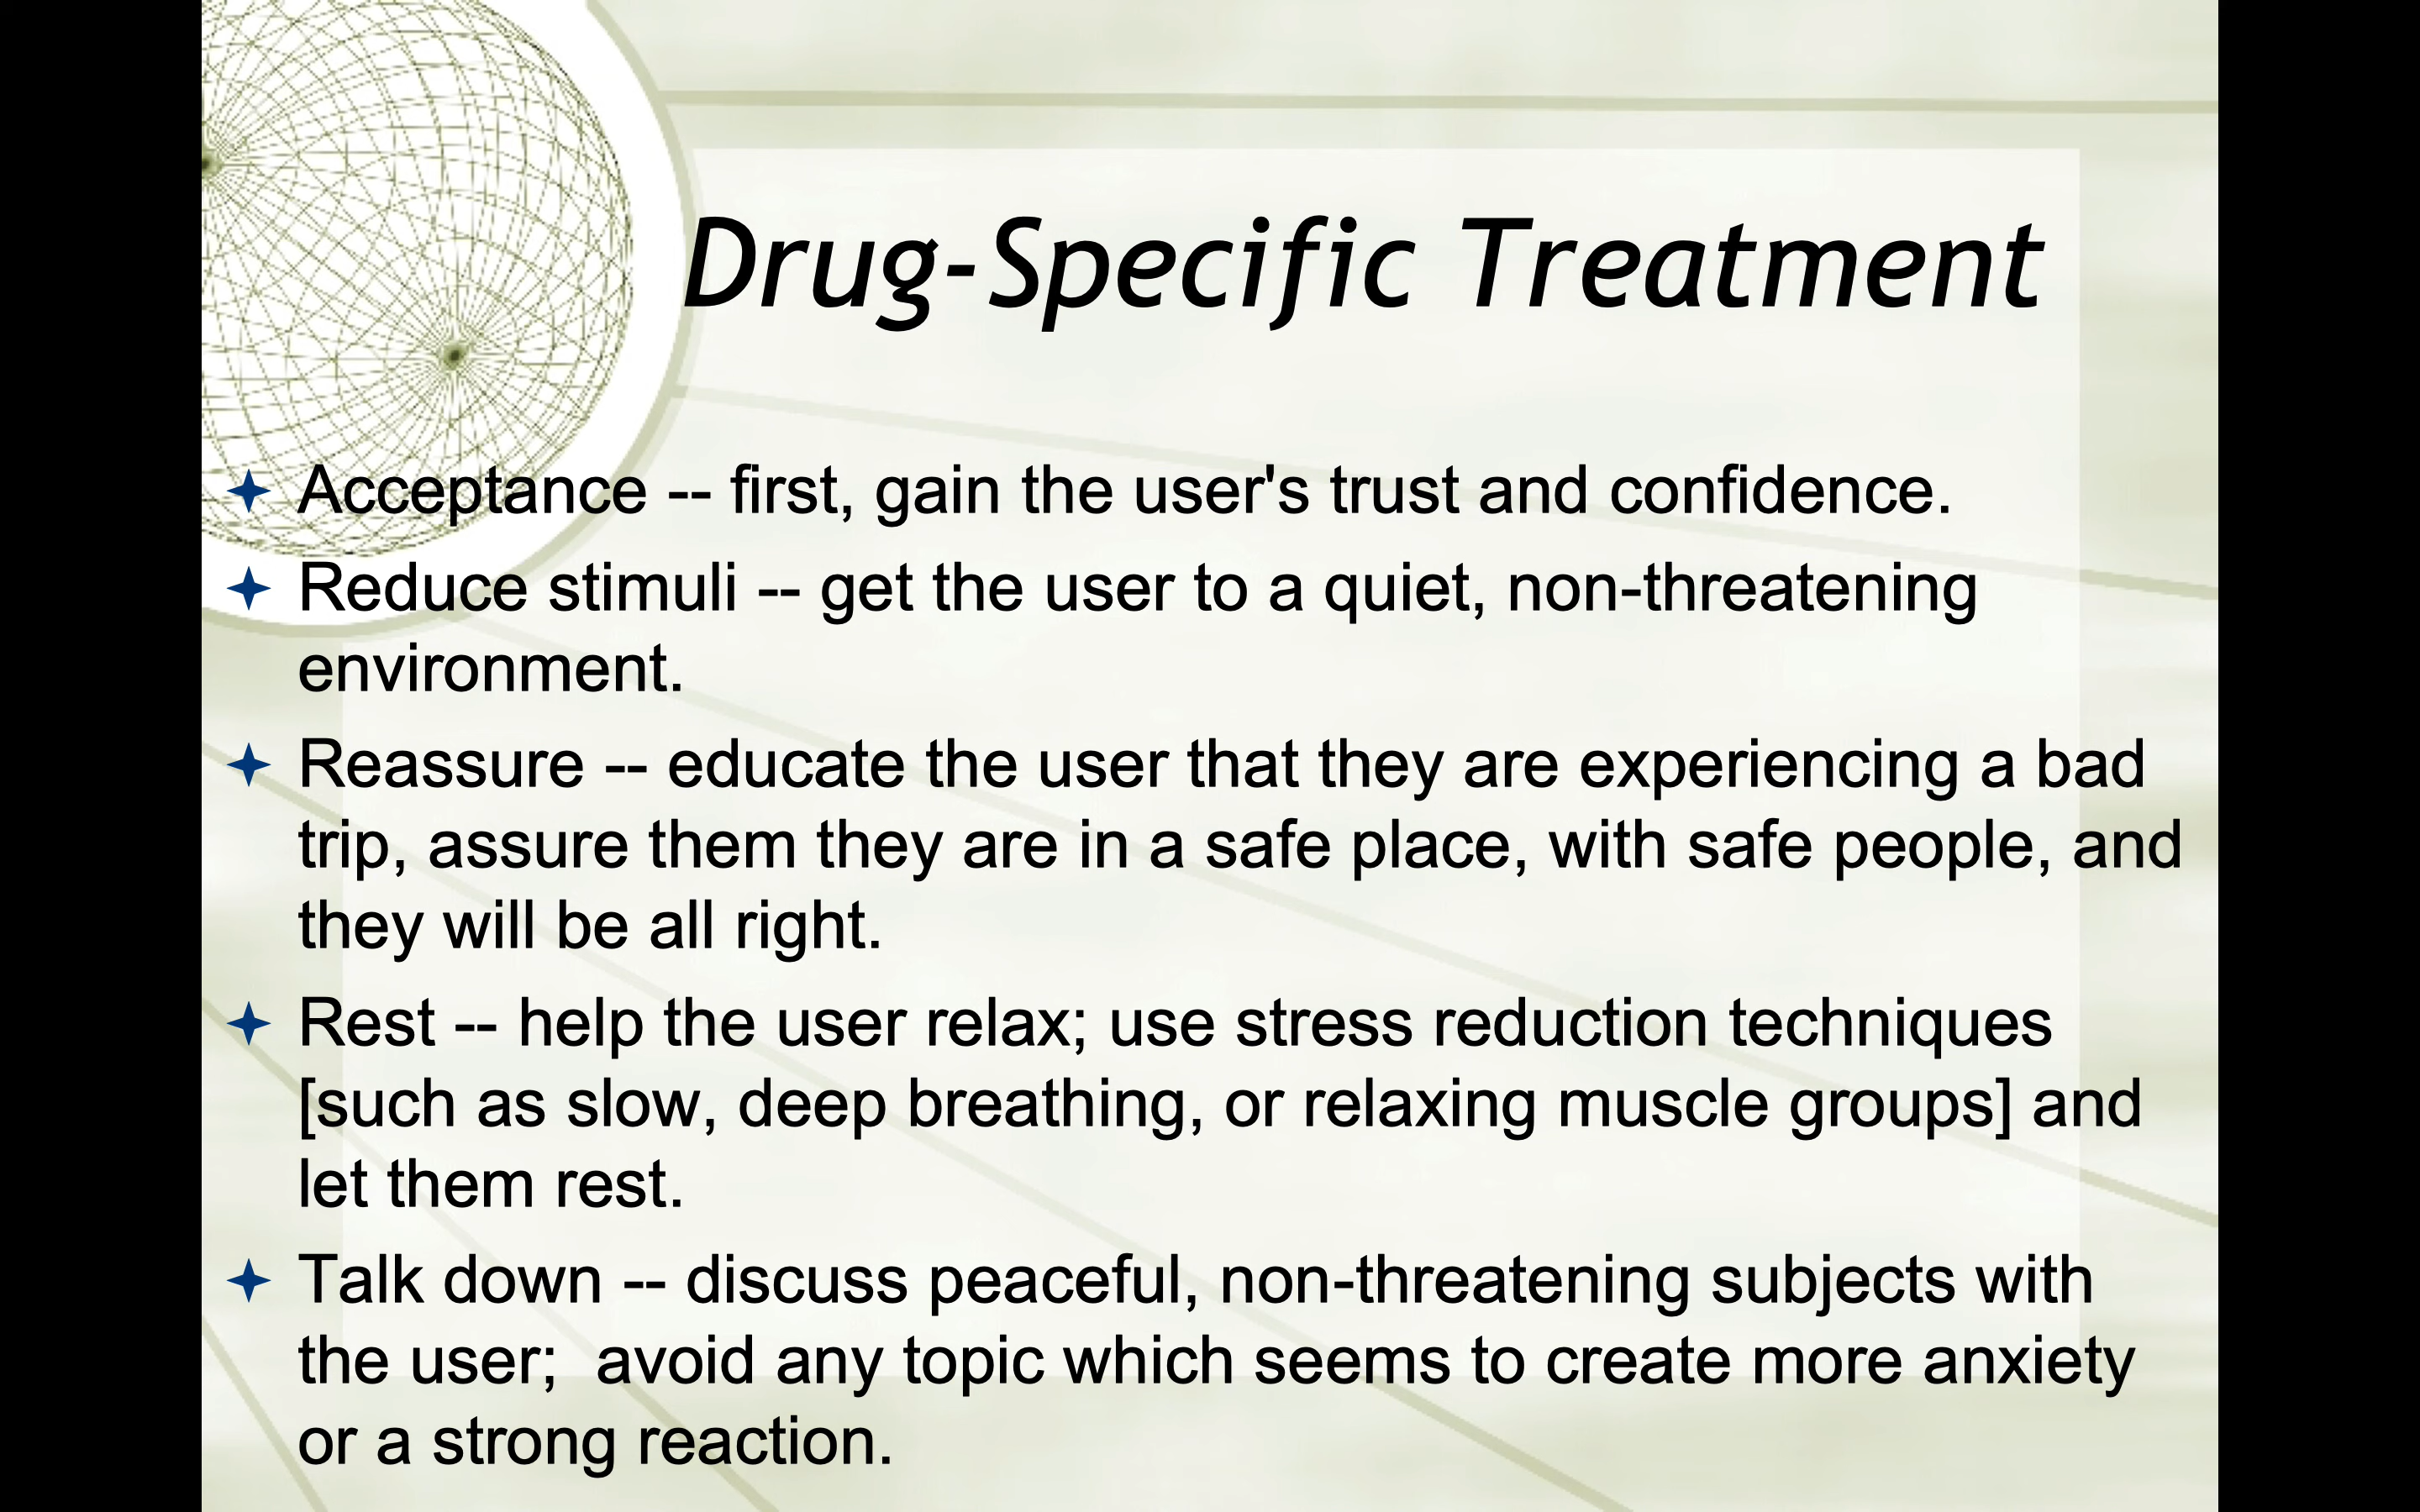 Drug-Specific Treatment
Acceptance -- first, gain the user's trust and confidence.
Reduce stimuli -- get the user to a quiet, non-threatening
environment.
Reassure -- educate the user that they are experiencing a bad
trip, assure them they are in a safe place, with safe people, and
they will be all right.
Rest -- help the user relax; use stress reduction techniques
[such as slow, deep breathing, or relaxing muscle groups] and
let them rest.
Talk down -- discuss peaceful, non-threatening subjects with
the user;  avoid any topic which seems to create more anxiety
or a strong reaction.